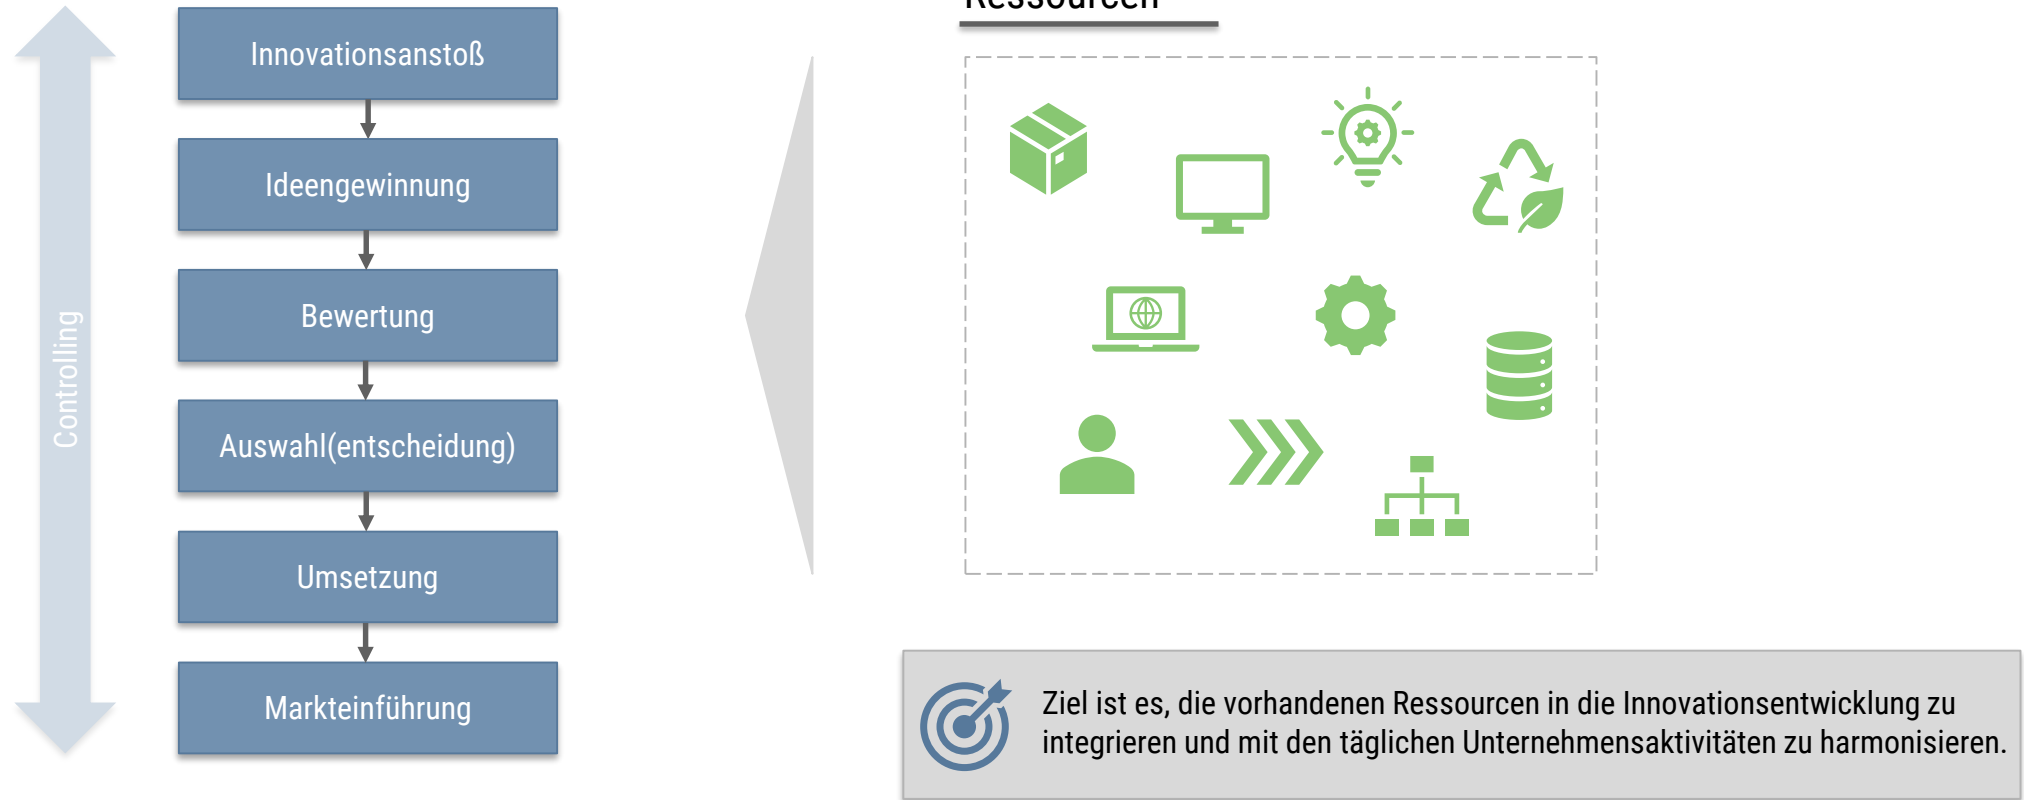 Ressourcen
Innovationsanstoß
Ideengewinnung
Bewertung
Auswahl(entscheidung)
Umsetzung
Markteinführung
Controlling
Ziel ist es, die vorhandenen Ressourcen in die Innovationsentwicklung zu
integrieren und mit den täglichen Unternehmensaktivitäten zu harmonisieren.